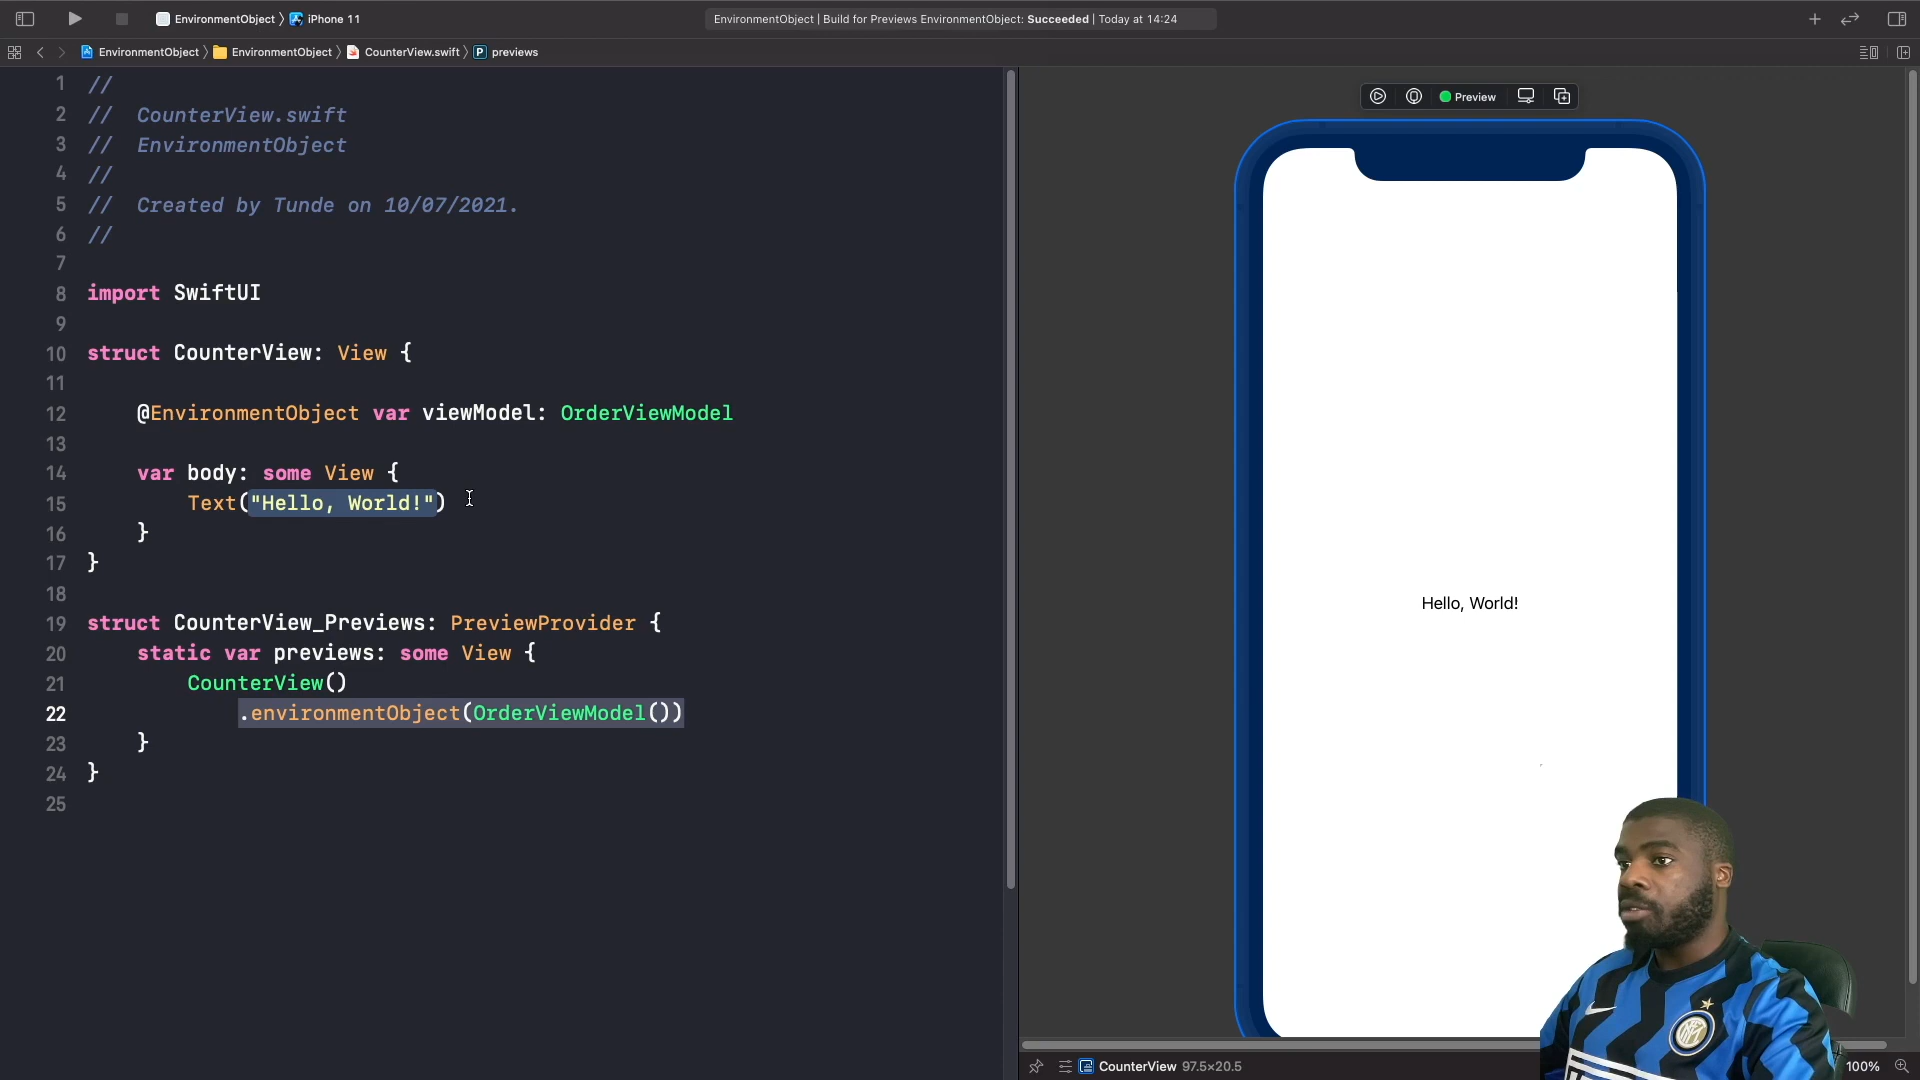 EnvironmentObject 〉 iPhone 11
EnvironmentObject | Build for Previews EnvironmentObject: Succeeded | Today at 14:24
EnvironmentObject 〉 EnvironmentObject 〉 CounterView.swift 〉 P previews
1 //
2 // CounterView.swift
3 // EnvironmentObject
4 //
5 // Created by Tunde on 10/07/2021.
6 //
7
8 import SwiftUI
9
10 struct CounterView: View {
11
12 @EnvironmentObject var viewModel: OrderViewModel
13
14 var body: some View {
15 Text("Hello, World!")
16 }
17 }
18
19 struct CounterView_Previews: PreviewProvider {
20 static var previews: some View {
21 CounterView()
22 .environmentObject(OrderViewModel())
23 }
24 }
25
Preview
Hello, World!
CounterView 97.5×20.5
100%